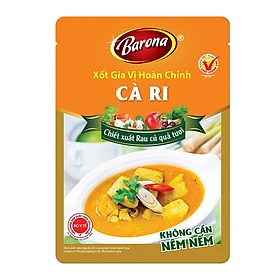 Barona®
Xốt Gia Vị Hoàn Chỉnh
CÀ RI
Chiết xuất Rau củ quả tươi
KHÔNG CẦN
NÊM NẾM